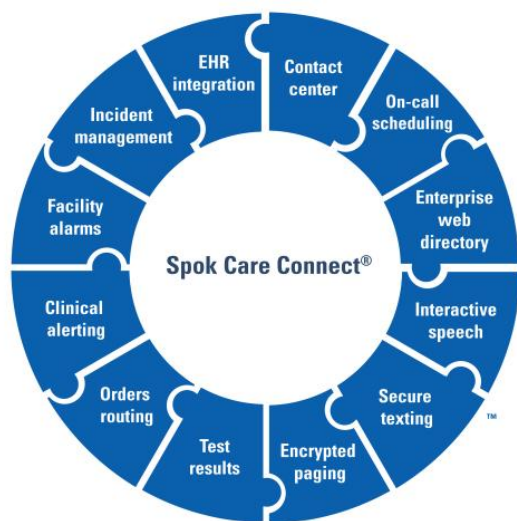 EHR
integration
Contact
center
On-call
scheduling
Enterprise
web
directory
Interactive
speech
Secure
texting
Encrypted
paging
Test
results
Orders
routing
Clinical
alerting
Facility
alarms
Incident
management
Spok Care Connect®
™